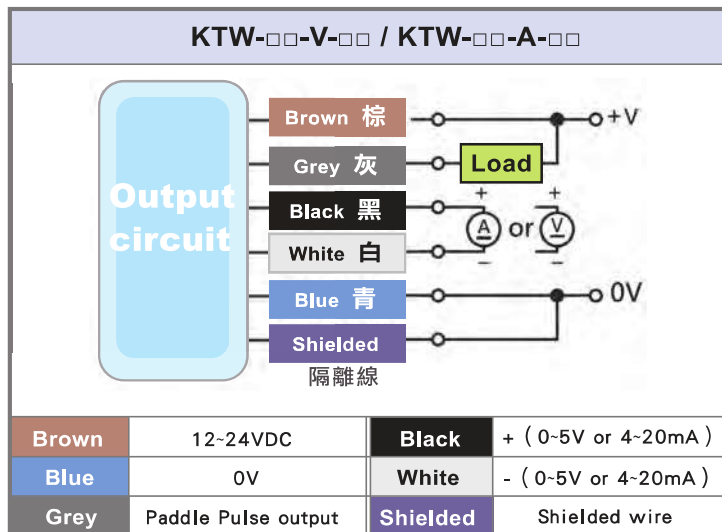 KTW-□□-V-□□ / KTW-□□-A-□□
Output
circuit
Brown 棕
+V
Grey 灰
Load
Black 黑
+ +
A or V
White 白
- -
Blue 青
0V
Shielded
隔離線
Brown 12~24VDC Black + ( 0~5V or 4~20mA )
Blue 0V White - ( 0~5V or 4~20mA )
Grey Paddle Pulse output Shielded Shielded wire